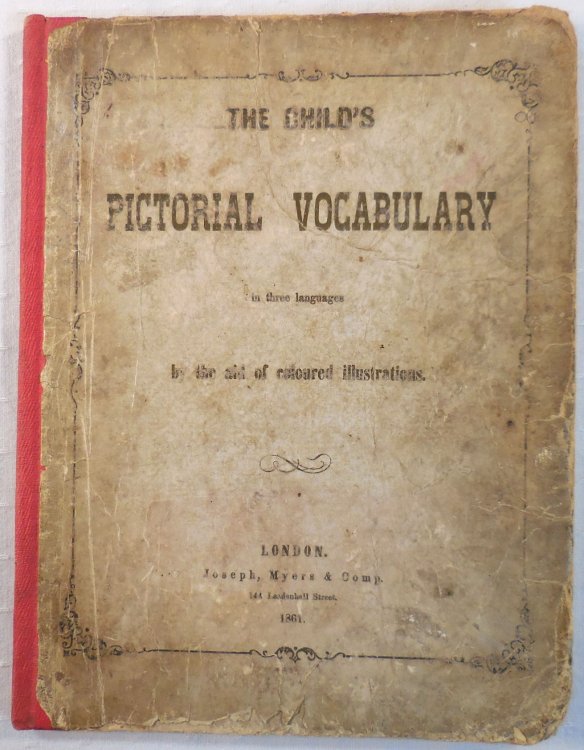 THE CHILD'S
PICTORIAL VOCABULARY
in three languages
by the aid of coloured illustrations.
LONDON.
Joseph, Myers & Comp.
144 Leadenhall Street.
1861.